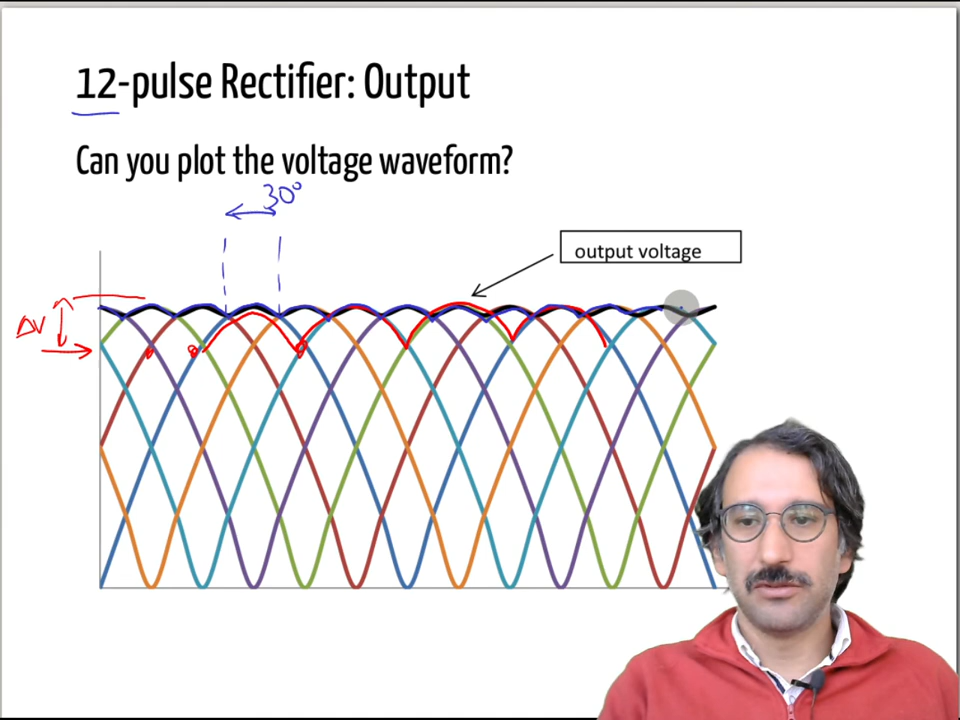 12-pulse Rectifier: Output
Can you plot the voltage waveform?
30°
output voltage
ΔV